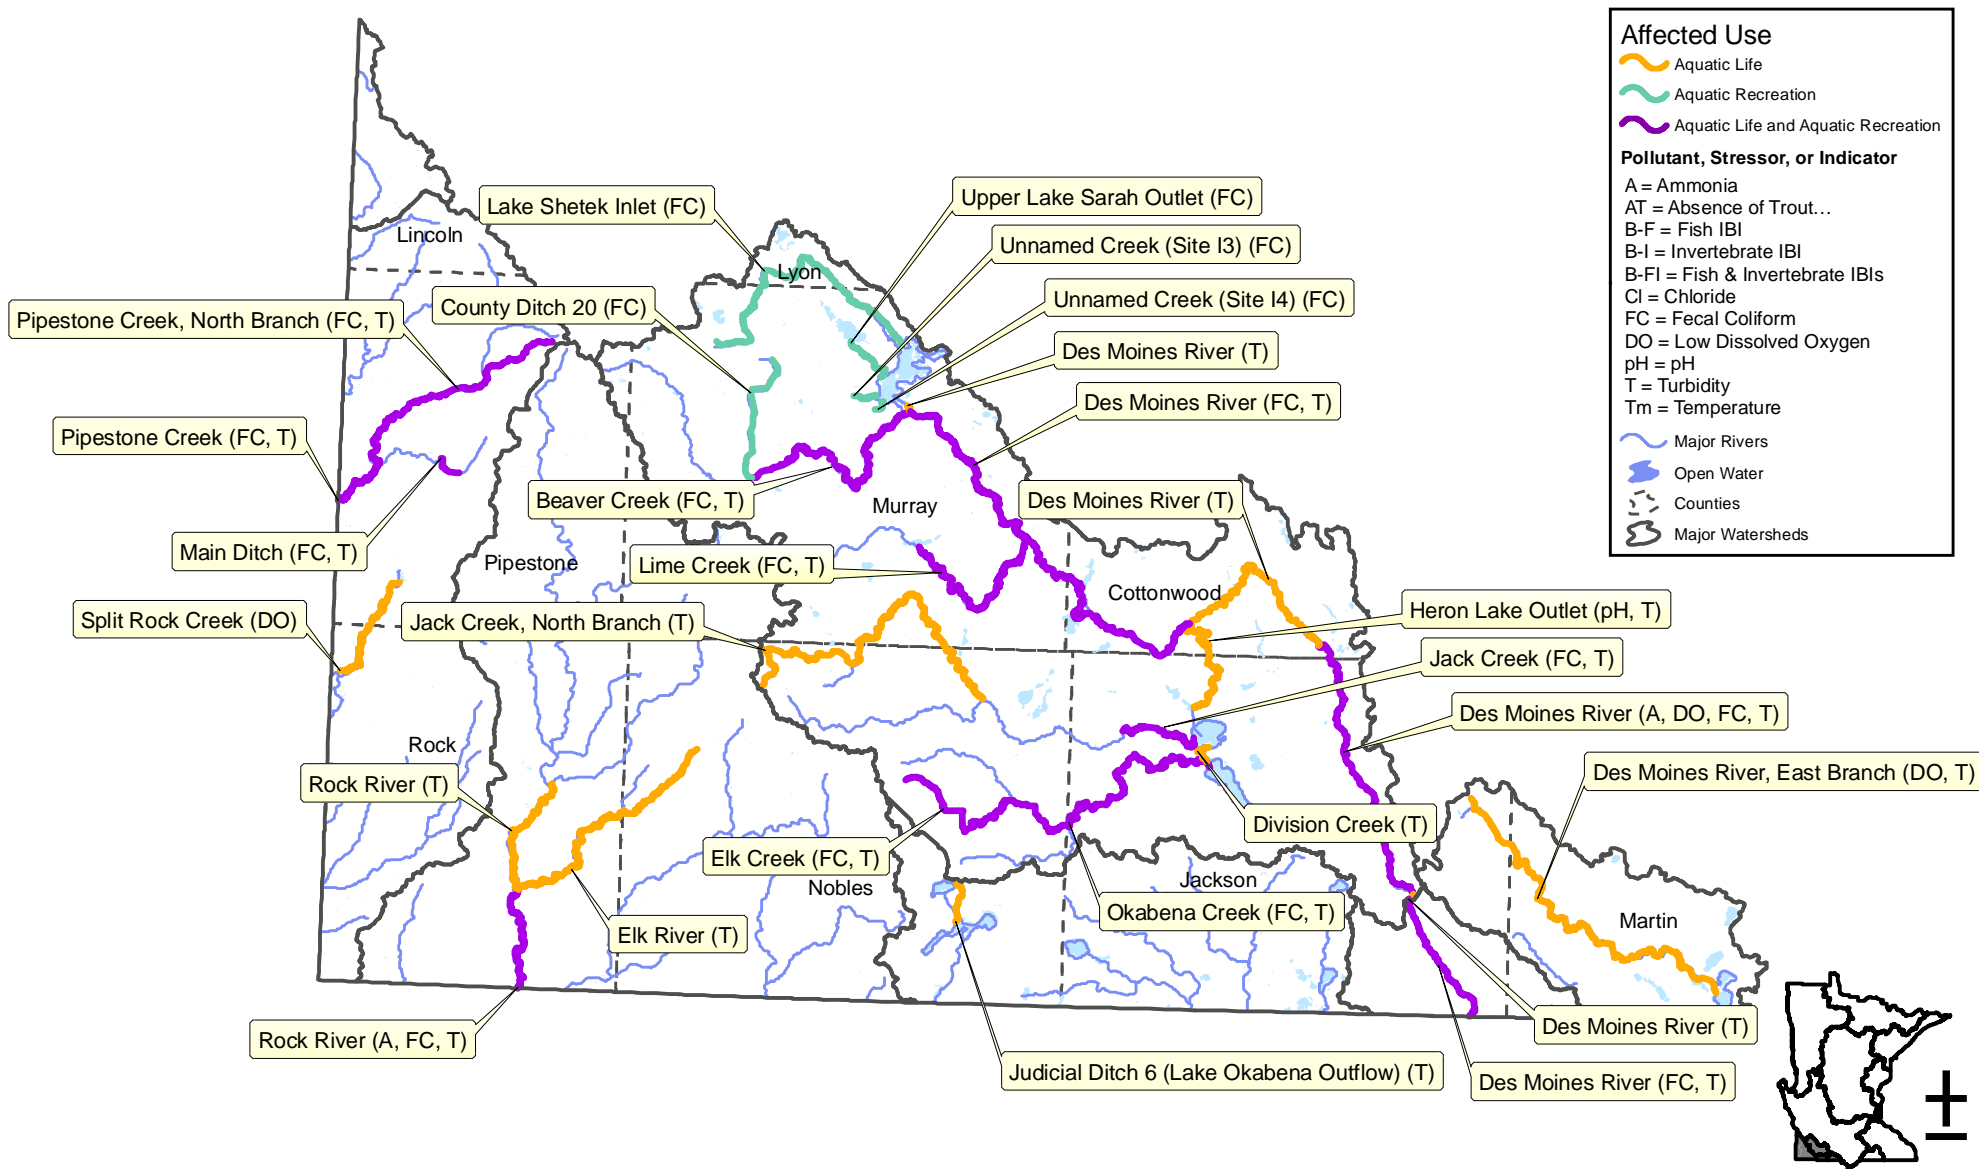 Affected Use
Aquatic Life
Aquatic Recreation
Aquatic Life and Aquatic Recreation
Pollutant, Stressor, or Indicator
A = Ammonia
AT = Absence of Trout...
B-F = Fish IBI
B-I = Invertebrate IBI
B-FI = Fish & Invertebrate IBIs
Cl = Chloride
FC = Fecal Coliform
DO = Low Dissolved Oxygen
pH = pH
T = Turbidity
Tm = Temperature
Major Rivers
Open Water
Counties
Major Watersheds
Lake Shetek Inlet (FC)
Upper Lake Sarah Outlet (FC)
Lincoln
Unnamed Creek (Site I3) (FC)
Lyon
Unnamed Creek (Site I4) (FC)
County Ditch 20 (FC)
Pipestone Creek, North Branch (FC, T)
Des Moines River (T)
Des Moines River (FC, T)
Pipestone Creek (FC, T)
Beaver Creek (FC, T)
Murray
Des Moines River (T)
Main Ditch (FC, T)
Pipestone
Lime Creek (FC, T)
Cottonwood
Heron Lake Outlet (pH, T)
Split Rock Creek (DO)
Jack Creek, North Branch (T)
Jack Creek (FC, T)
Des Moines River (A, DO, FC, T)
Rock
Des Moines River, East Branch (DO, T)
Rock River (T)
Division Creek (T)
Elk Creek (FC, T)
Nobles
Jackson
Okabena Creek (FC, T)
Martin
Elk River (T)
Des Moines River (T)
Rock River (A, FC, T)
Judicial Ditch 6 (Lake Okabena Outflow) (T)
Des Moines River (FC, T)